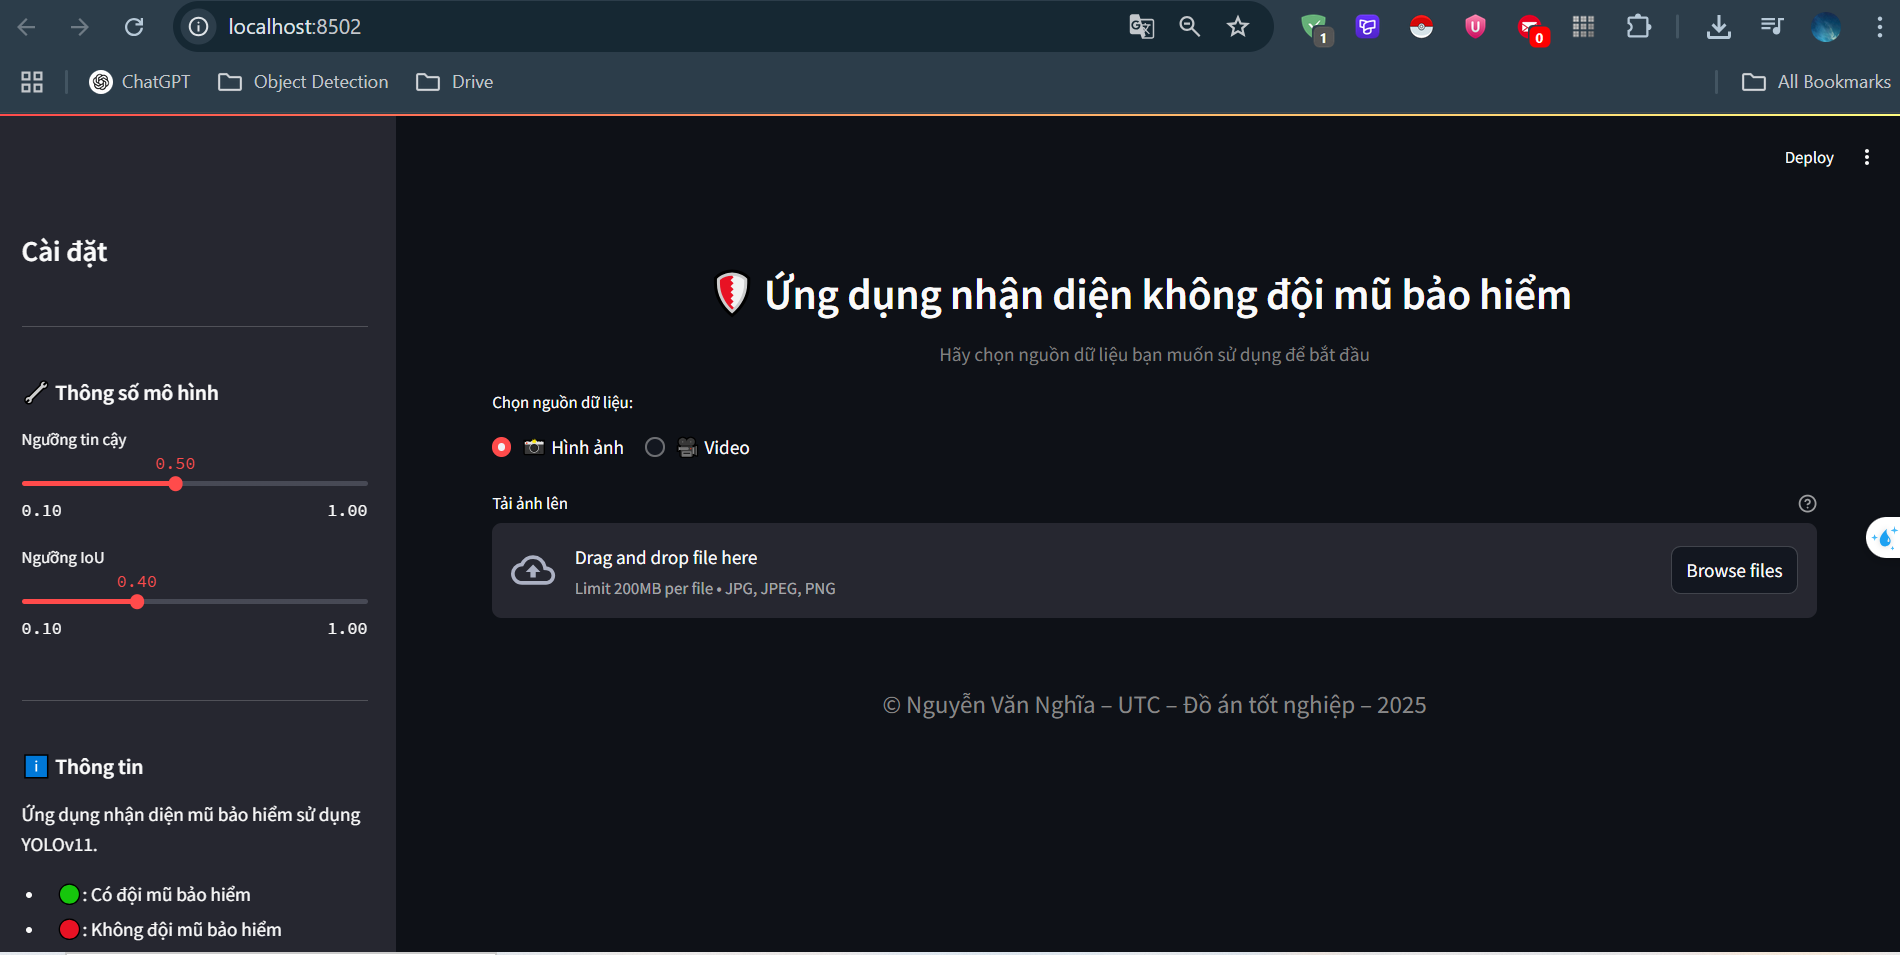 localhost:8502
1
0
ChatGPT
Object Detection
Drive
All Bookmarks
Deploy
Cài đặt
Thông số mô hình
Ngưỡng tin cậy
0.50
0.10 1.00
Ngưỡng IoU
0.40
0.10 1.00
Thông tin
Ứng dụng nhận diện mũ bảo hiểm sử dụng
YOLOv11.
: Có đội mũ bảo hiểm
: Không đội mũ bảo hiểm
Ứng dụng nhận diện không đội mũ bảo hiểm
Hãy chọn nguồn dữ liệu bạn muốn sử dụng để bắt đầu
Chọn nguồn dữ liệu:
Hình ảnh Video
Tải ảnh lên
Drag and drop file here
Limit 200MB per file • JPG, JPEG, PNG
Browse files
© Nguyễn Văn Nghĩa – UTC – Đồ án tốt nghiệp – 2025